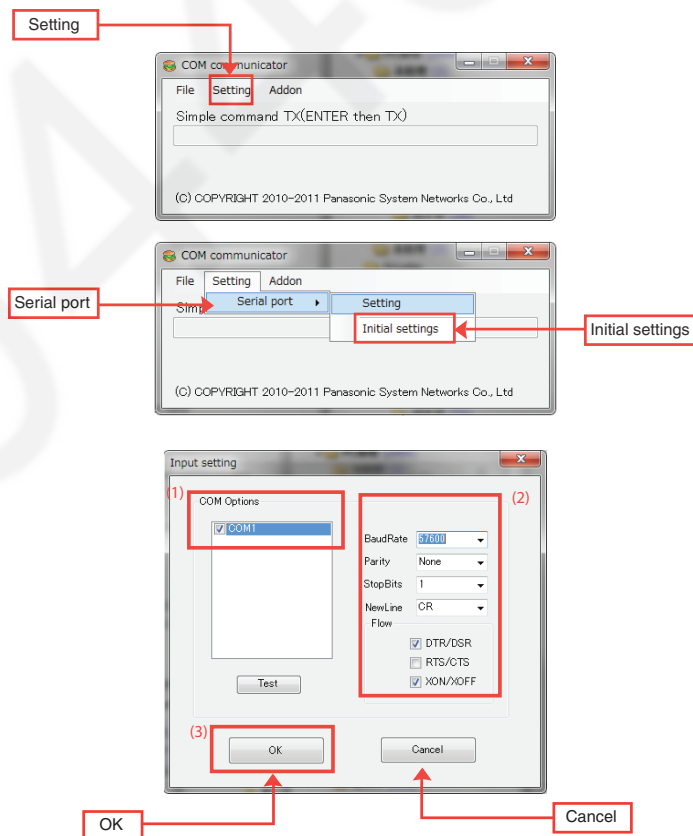 Setting
COM communicator
File Setting Addon
Simple command TX(ENTER then TX)
(C) COPYRIGHT 2010-2011 Panasonic System Networks Co., Ltd
COM communicator
File Setting Addon
Serial port
Serial port
Setting
Simp
Initial settings
Initial settings
(C) COPYRIGHT 2010-2011 Panasonic System Networks Co., Ltd
Input setting
(1)
COM Options
(2)
COM1
BaudRate 57600
Parity None
StopBits 1
NewLine CR
Flow
DTR/DSR
RTS/CTS
XON/XOFF
Test
(3)
OK
Cancel
OK
Cancel